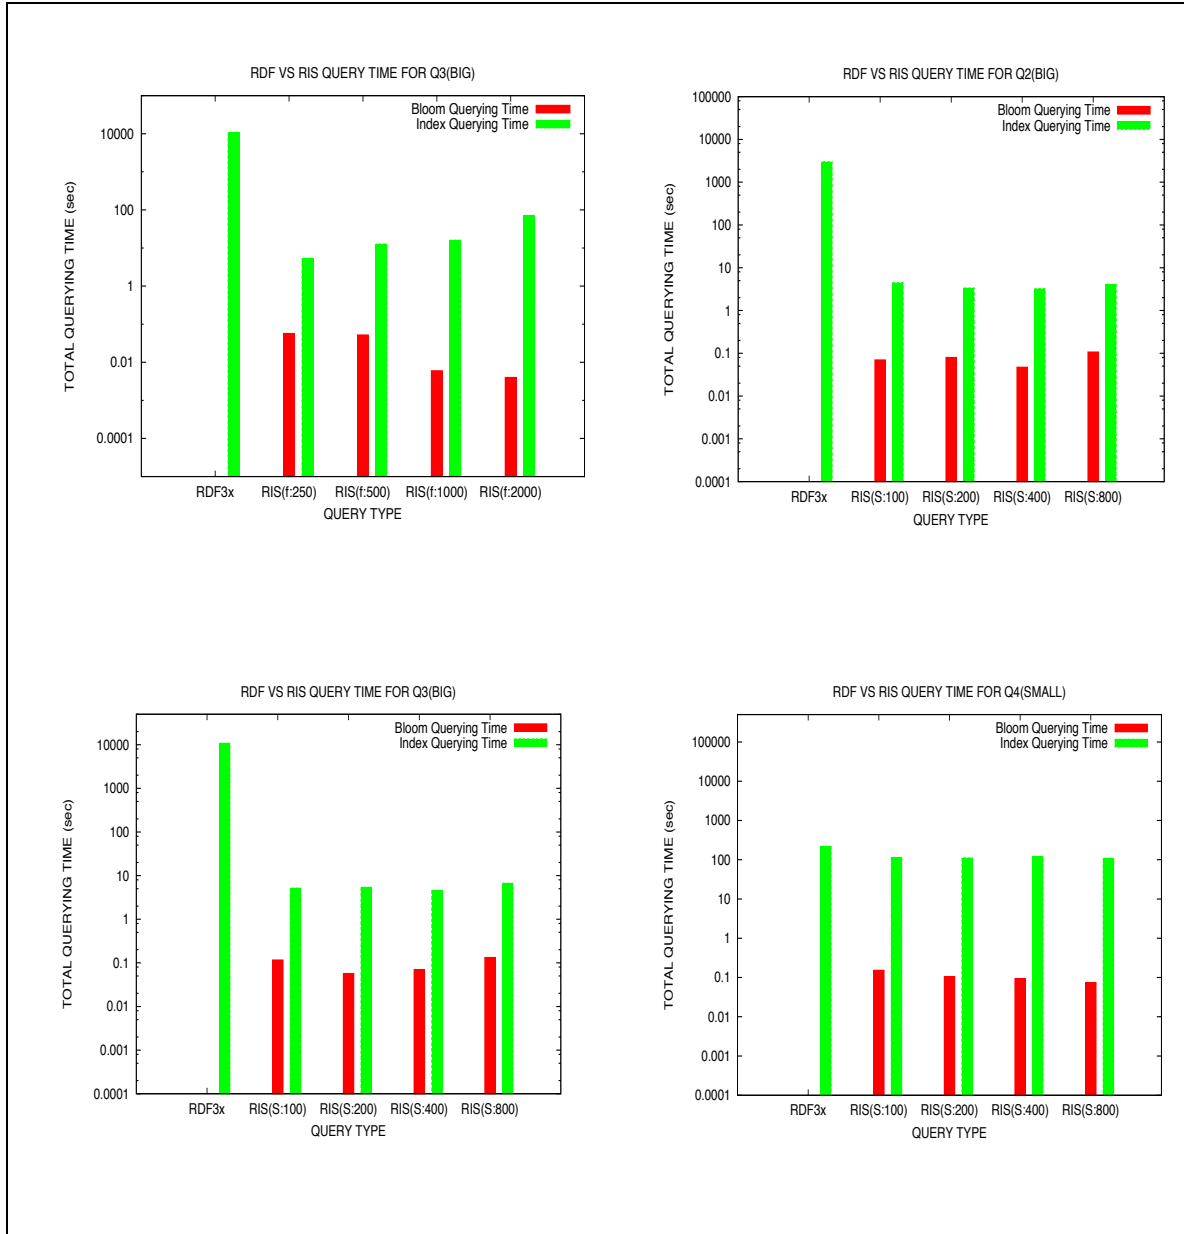 RDF VS RIS QUERY TIME FOR Q3(BIG)
Bloom Querying Time
Index Querying Time
TOTAL QUERYING TIME (sec)
10000
100
1
0.01
0.0001
RDF3x RIS(f:250) RIS(f:500) RIS(f:1000) RIS(f:2000)
QUERY TYPE
RDF VS RIS QUERY TIME FOR Q2(BIG)
Bloom Querying Time
Index Querying Time
TOTAL QUERYING TIME (sec)
100000
10000
1000
100
10
1
0.1
0.01
0.001
0.0001
RDF3x RIS(S:100) RIS(S:200) RIS(S:400) RIS(S:800)
QUERY TYPE
RDF VS RIS QUERY TIME FOR Q3(BIG)
Bloom Querying Time
Index Querying Time
TOTAL QUERYING TIME (sec)
10000
1000
100
10
1
0.1
0.01
0.001
0.0001
RDF3x RIS(S:100) RIS(S:200) RIS(S:400) RIS(S:800)
QUERY TYPE
RDF VS RIS QUERY TIME FOR Q4(SMALL)
Bloom Querying Time
Index Querying Time
TOTAL QUERYING TIME (sec)
100000
10000
1000
100
10
1
0.1
0.01
0.001
0.0001
RDF3x RIS(S:100) RIS(S:200) RIS(S:400) RIS(S:800)
QUERY TYPE